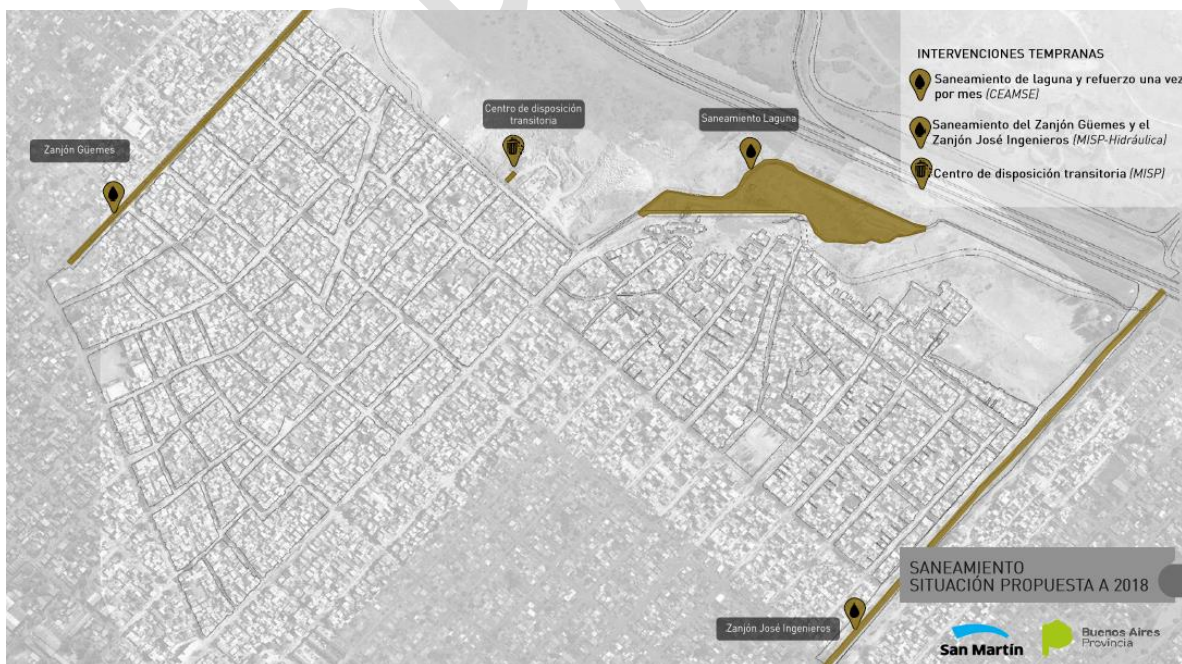 INTERVENCIONES TEMPRANAS
Saneamiento de laguna y refuerzo una vez
por mes (CEAMSE)
Saneamiento del Zanjón Güemes y el
Zanjón José Ingenieros (MISP-Hidráulica)
Centro de disposición transitoria (MISP)
Centro de disposición
transitoria
Saneamiento Laguna
Zanjón Güemes
Zanjón José Ingenieros
SANEAMIENTO
SITUACIÓN PROPUESTA A 2018
San Martín
Buenos Aires
Provincia